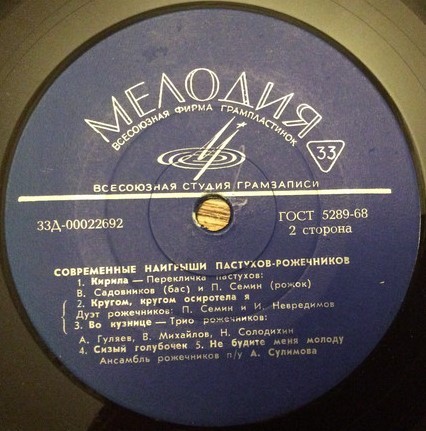 МЕЛОДИЯ
ВСЕСОЮЗНАЯ ФИРМА ГРАМПЛАСТИНОК
33
ВСЕСОЮЗНАЯ СТУДИЯ ГРАМЗАПИСИ
33Д-00022692
ГОСТ 5289-68
2 сторона
СОВРЕМЕННЫЕ НАИГРЫШИ ПАСТУХОВ-РОЖЕЧНИКОВ
1. Кирила — Перекличка пастухов:
В. Садовников (бас) и П. Семин (рожок)
2. Кругом, кругом осиротела я
Дуэт рожечников: П. Семин и И. Невредимов
3. Во кузнице — Трио рожечников:
А. Гуляев, В. Михайлов, Н. Солодихин
4. Сизый голубочек 5. Не будите меня молоду
Ансамбль рожечников п/у А. Сулимова